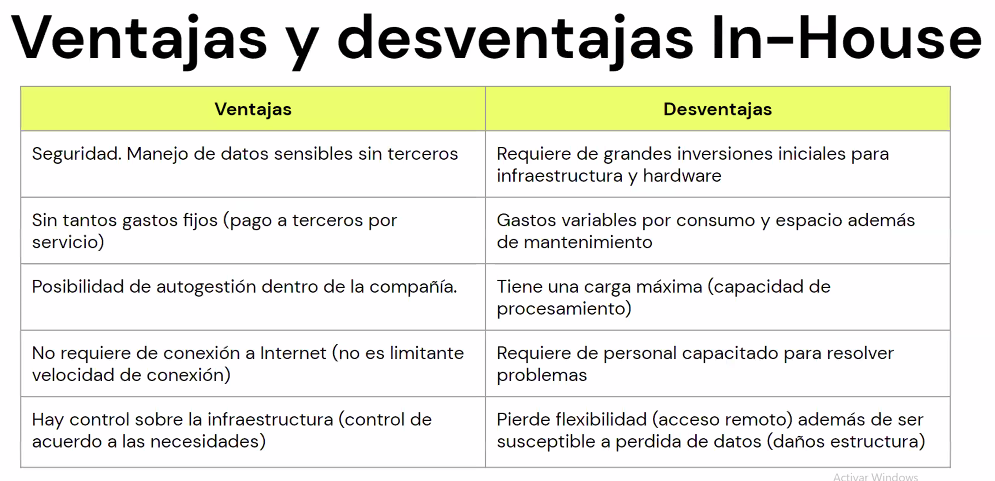 Ventajas y desventajas In-House
Ventajas
Desventajas
Seguridad. Manejo de datos sensibles sin terceros
Requiere de grandes inversiones iniciales para
infraestructura y hardware
Sin tantos gastos fijos (pago a terceros por
servicio)
Gastos variables por consumo y espacio además
de mantenimiento
Posibilidad de autogestión dentro de la compañía.
Tiene una carga máxima (capacidad de
procesamiento)
No requiere de conexión a Internet (no es limitante
velocidad de conexión)
Requiere de personal capacitado para resolver
problemas
Hay control sobre la infraestructura (control de
acuerdo a las necesidades)
Pierde flexibilidad (acceso remoto) además de ser
susceptible a perdida de datos (daños estructura)
Activar Windows